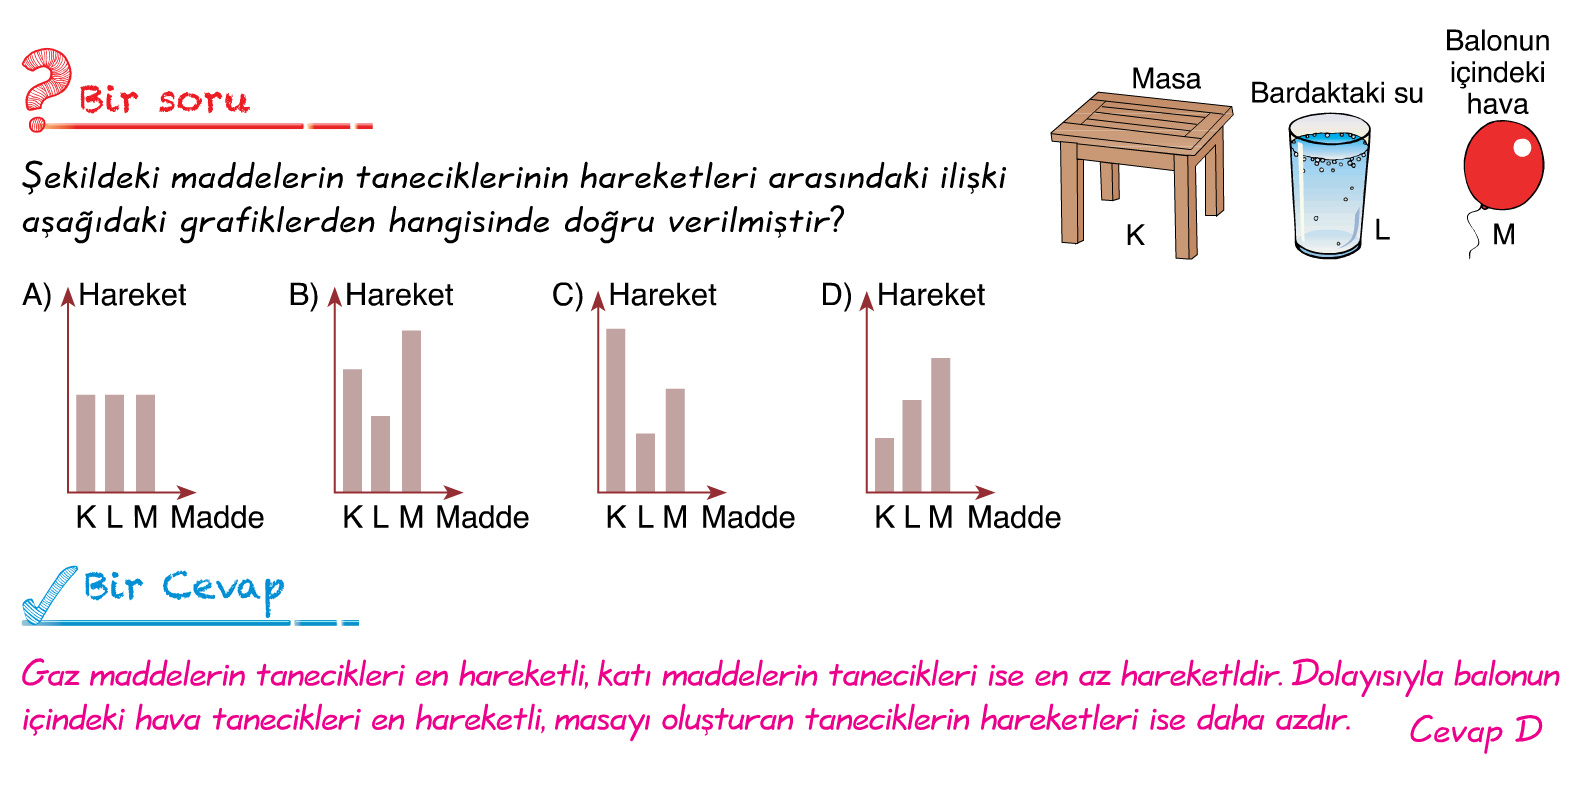 Bir soru
Şekildeki maddelerin taneciklerinin hareketleri arasındaki ilişki
aşağıdaki grafiklerden hangisinde doğru verilmiştir?
Masa
K
Bardaktaki su
L
Balonun
içindeki
hava
M
A) Hareket
K L M Madde
B) Hareket
K L M Madde
C) Hareket
K L M Madde
D) Hareket
K L M Madde
Bir Cevap
Gaz maddelerin tanecikleri en hareketli, katı maddelerin tanecikleri ise en az hareketldir. Dolayısıyla balonun
içindeki hava tanecikleri en hareketli, masayı oluşturan taneciklerin hareketleri ise daha azdır.
Cevap D